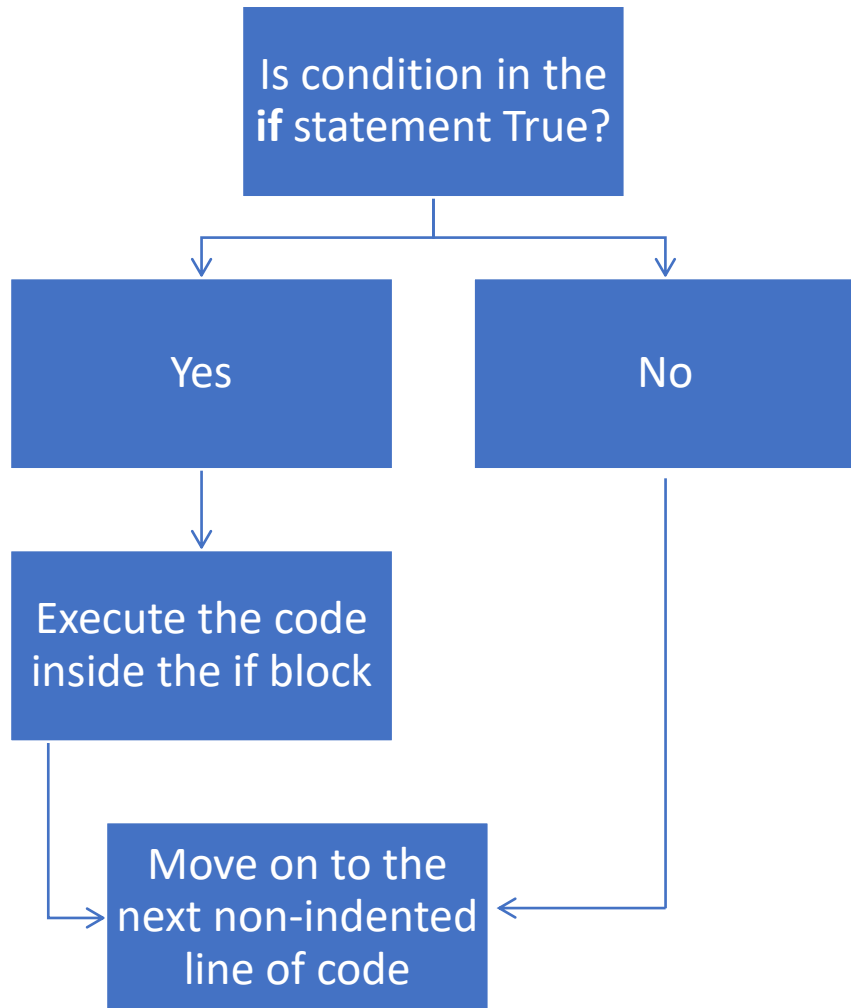 Is condition in the
if statement True?
Yes
No
Execute the code
inside the if block
Move on to the
next non-indented
line of code